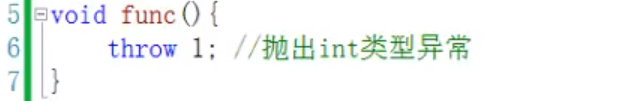 5 void func(){
6 throw 1; //抛出int类型异常
7 }